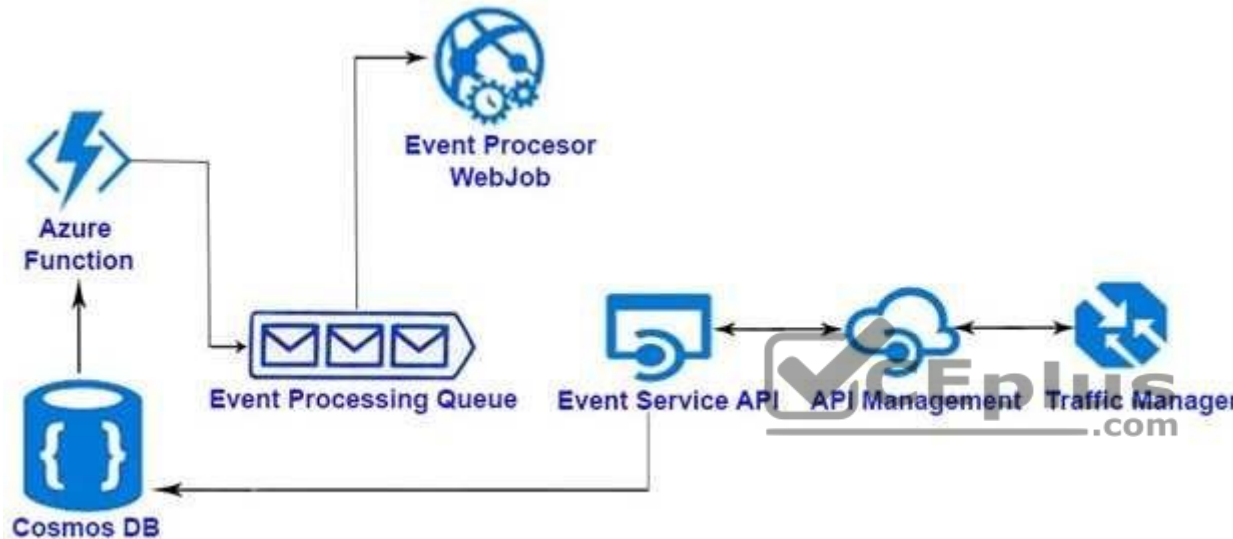 Event Procesor
WebJob
Azure
Function
Event Processing Queue
Event Service API
API Management
Traffic Manager
CEplus
.com
Cosmos DB